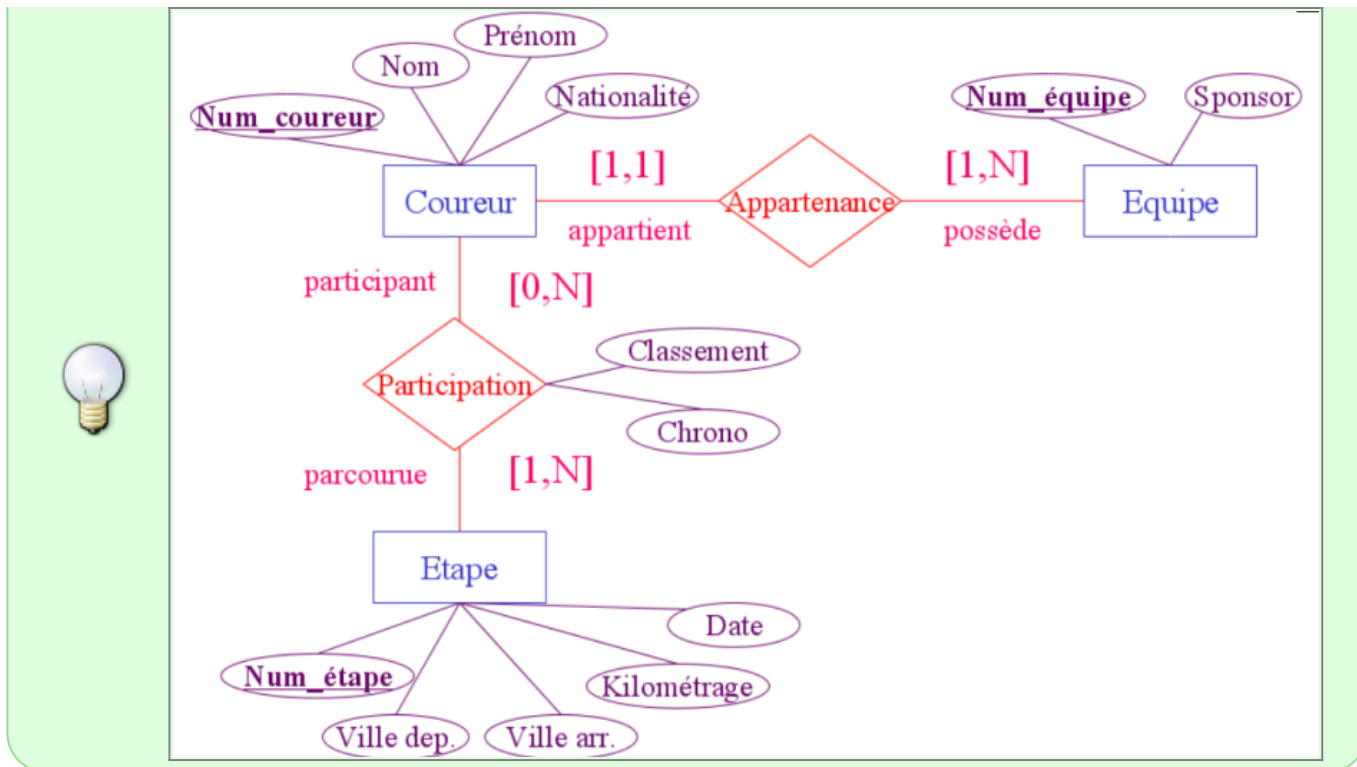 Prénom
Nom
Nationalité
Num_coureur
Num_équipe
Sponsor
[1,1]
[1,N]
Coureur
Appartenance
Equipe
appartient
possède
participant
[0,N]
Classement
Participation
Chrono
parcourue
[1,N]
Etape
Date
Num_étape
Kilométrage
Ville dep.
Ville arr.